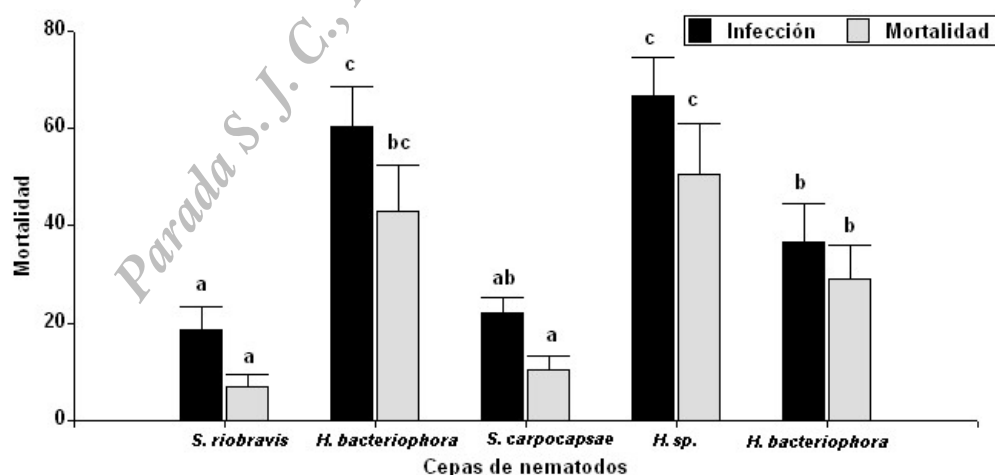 Parada S. J. C.,
Infección Mortalidad
80
60
40
20
0
Mortalidad
a
a
c
bc
ab
a
c
c
b
b
S. riobravis H. bacteriophora S. carpocapsae H. sp. H. bacteriophora
Cepas de nematodos